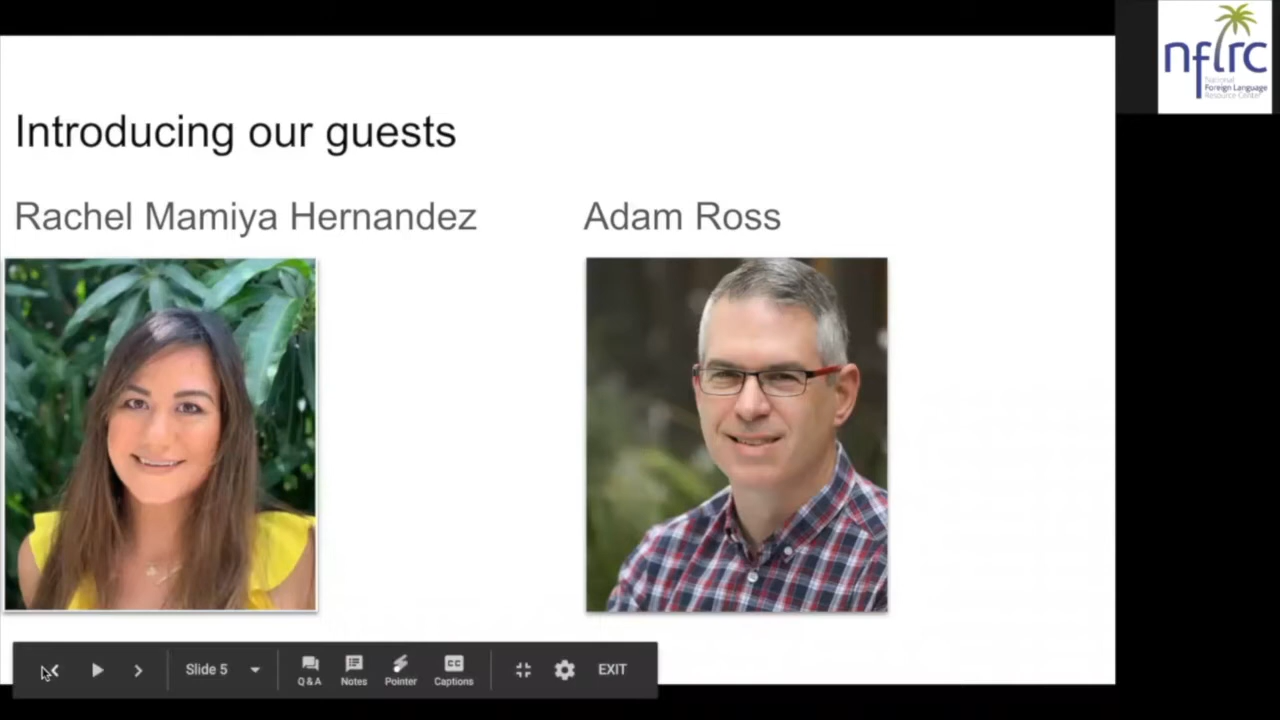 nflrc
National
Foreign Language
Resource Center
Introducing our guests
Rachel Mamiya Hernandez
Adam Ross
Slide 5
Q&A
Notes
Pointer
CC
Captions
EXIT